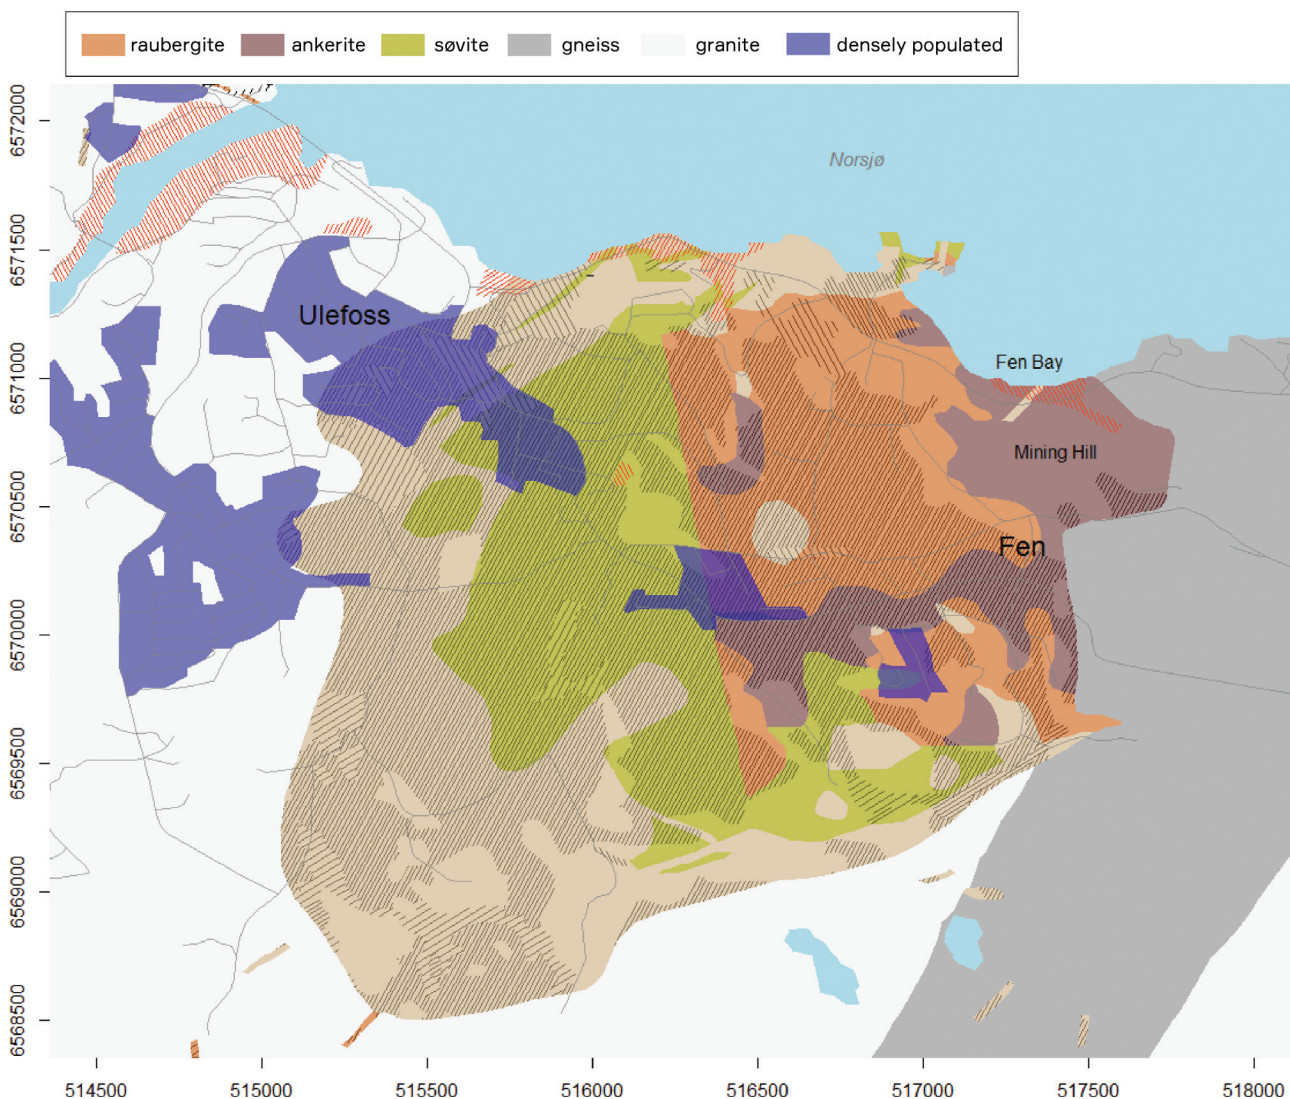 raubergite ankerite søvite gneiss granite densely populated
6572000
Norsjø
6571500
Ulefoss
Fen Bay
6571000
Mining Hill
6570500
Fen
6570000
6569500
6569000
6568500
514500 515000 515500 516000 516500 517000 517500 518000